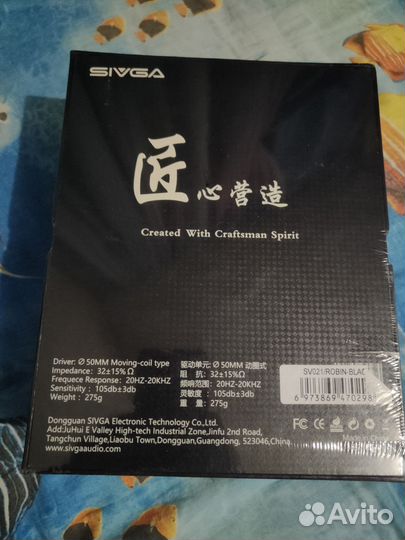 SIVGA
匠心营造
Created With Craftsman Spirit
Driver: Ø 50MM Moving-coil type
Impedance: 32±15% Ω
Frequece Response: 20HZ-20KHZ
Sensitivity : 105db±3db
Weight : 275g
驱动单元: Ø 50MM 动圈式
阻 抗: 32±15%Ω
频响范围: 20HZ-20KHZ
灵敏度 : 105db±3db
重 量: 275g
SV021/ROBIN-BLAC
6 973869 470298
Dongguan SIVGA Electronic Technology Co., Ltd.
Add:JuHui E Valley High-tech Industrial Zone,Jinfu 2nd Road,
Tangchun Village,Liaobu Town,Dongguan,Guangdong, 523046,China.
www.sivgaaudio.com
Made in China
Avito